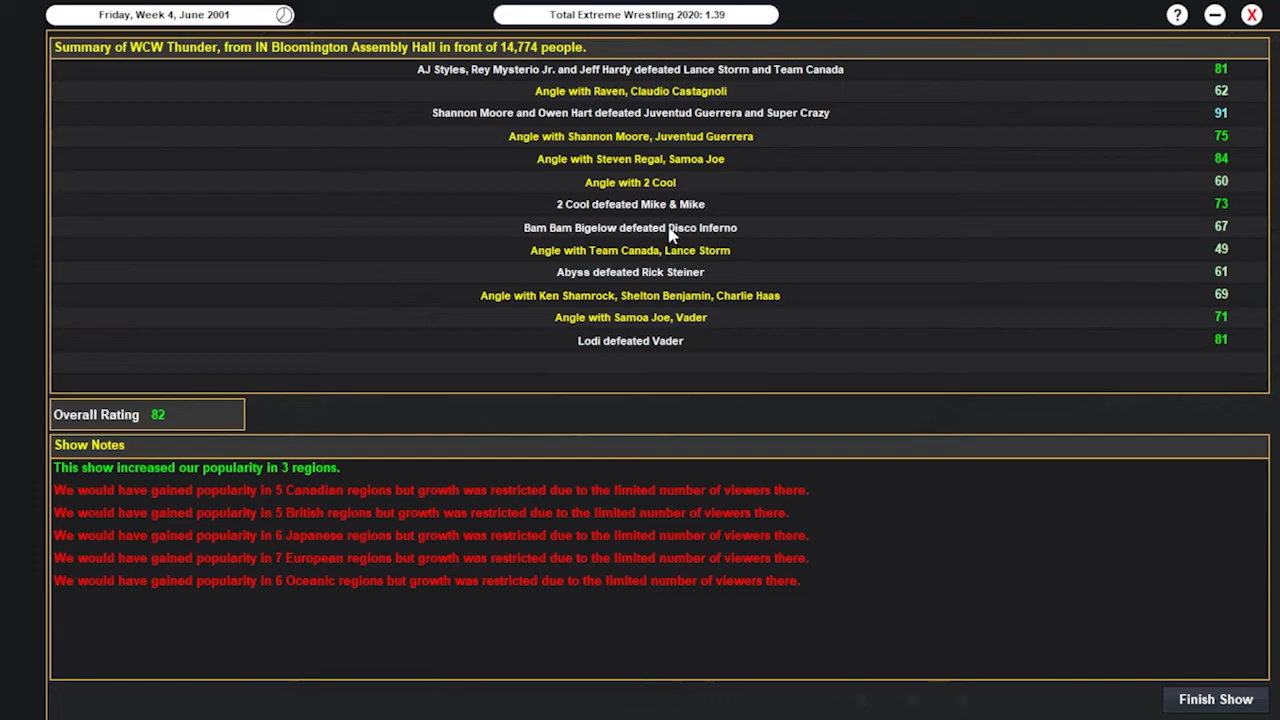 Friday, Week 4, June 2001
Total Extreme Wrestling 2020: 1.39
?
X
Summary of WCW Thunder, from IN Bloomington Assembly Hall in front of 14,774 people.
AJ Styles, Rey Mysterio Jr. and Jeff Hardy defeated Lance Storm and Team Canada 81
Angle with Raven, Claudio Castagnoli 62
Shannon Moore and Owen Hart defeated Juventud Guerrera and Super Crazy 91
Angle with Shannon Moore, Juventud Guerrera 75
Angle with Steven Regal, Samoa Joe 84
Angle with 2 Cool 60
2 Cool defeated Mike & Mike 73
Bam Bam Bigelow defeated Disco Inferno 67
Angle with Team Canada, Lance Storm 49
Abyss defeated Rick Steiner 61
Angle with Ken Shamrock, Shelton Benjamin, Charlie Haas 69
Angle with Samoa Joe, Vader 71
Lodi defeated Vader 81
Overall Rating 82
Show Notes
This show increased our popularity in 3 regions.
We would have gained popularity in 5 Canadian regions but growth was restricted due to the limited number of viewers there.
We would have gained popularity in 5 British regions but growth was restricted due to the limited number of viewers there.
We would have gained popularity in 6 Japanese regions but growth was restricted due to the limited number of viewers there.
We would have gained popularity in 7 European regions but growth was restricted due to the limited number of viewers there.
We would have gained popularity in 6 Oceanic regions but growth was restricted due to the limited number of viewers there.
Finish Show